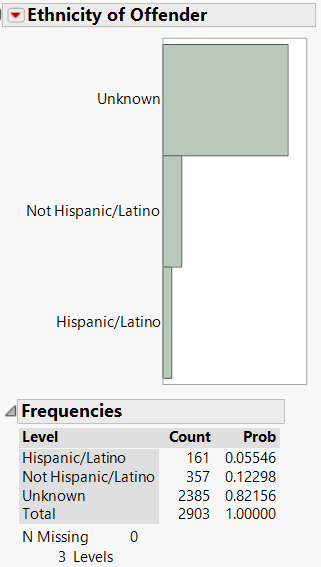 Ethnicity of Offender
Unknown
Not Hispanic/Latino
Hispanic/Latino
Frequencies
Level Count Prob
Hispanic/Latino 161 0.05546
Not Hispanic/Latino 357 0.12298
Unknown 2385 0.82156
Total 2903 1.00000
N Missing 0
3 Levels